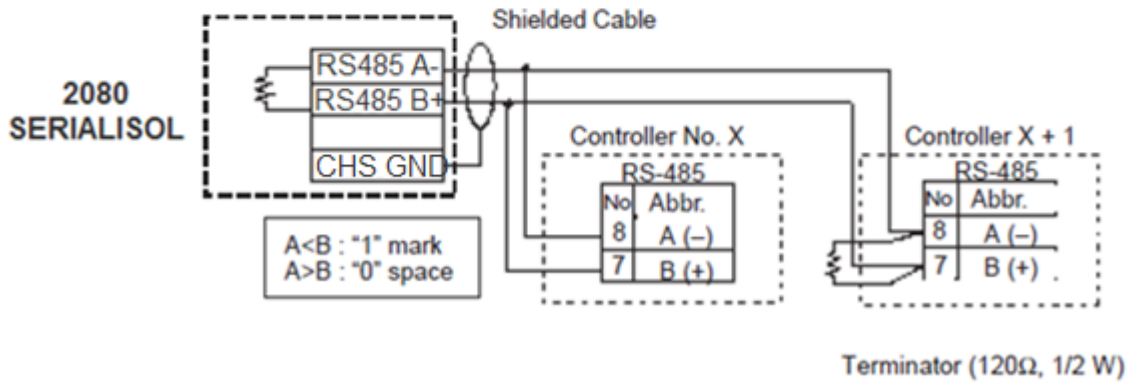 Shielded Cable
2080
SERIALISOL
RS485 A-
RS485 B+
CHS GND
A<B : "1" mark
A>B : "0" space
Controller No. X
RS-485
No Abbr.
8 A (–)
7 B (+)
Controller X + 1
RS-485
No Abbr.
8 A (–)
7 B (+)
Terminator (120Ω, 1/2 W)